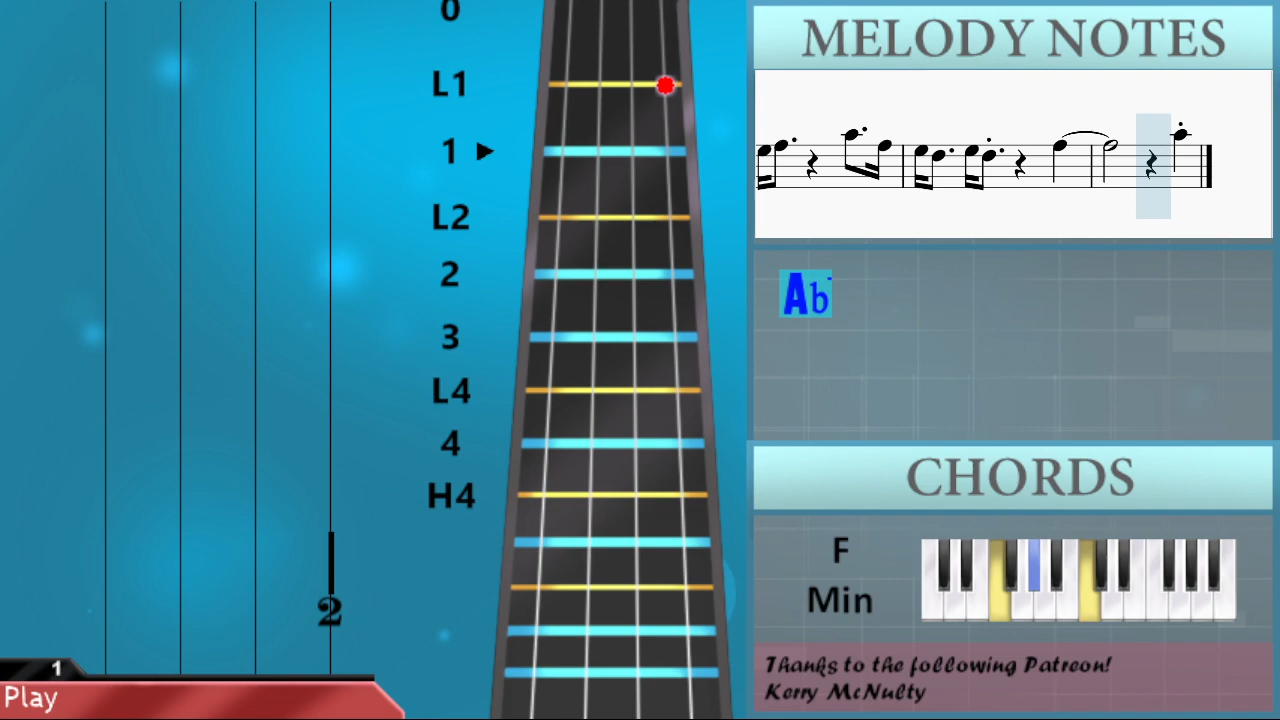 0
L1
1
L2
2
3
L4
4
H4
2
1
Play
MELODY NOTES
Ab
CHORDS
F
Min
Thanks to the following Patreon!
Kerry McNulty